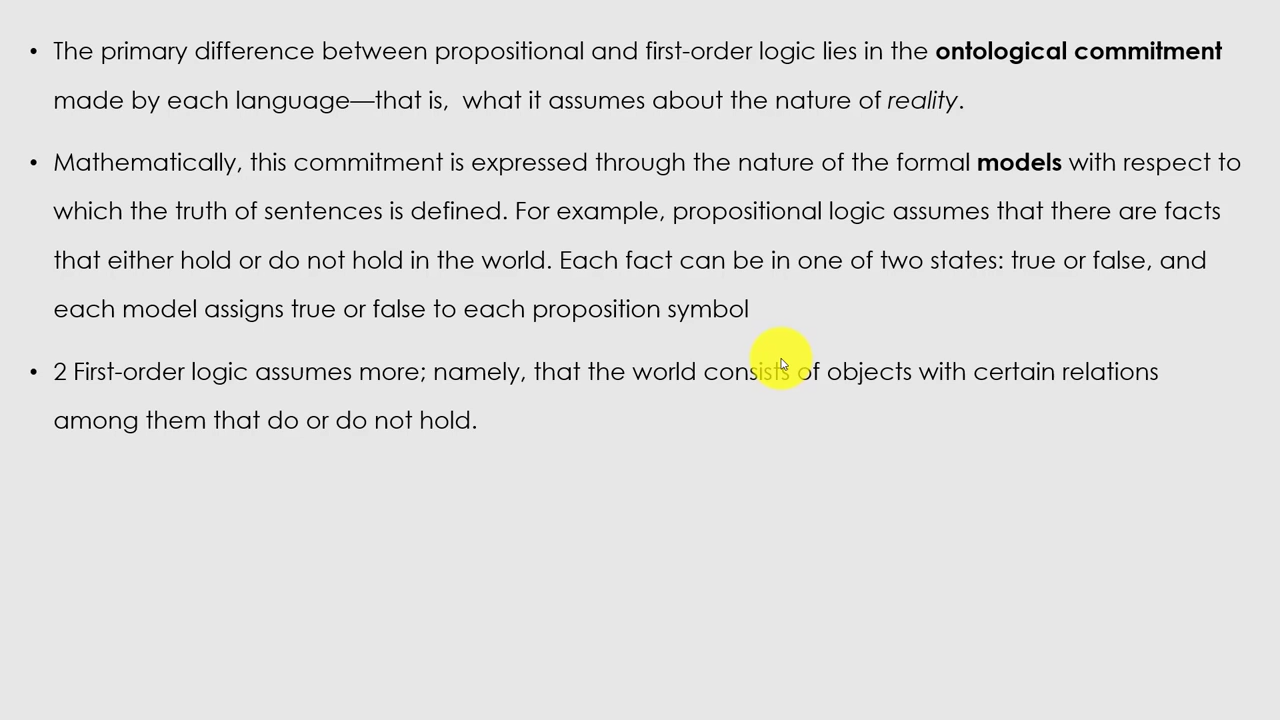 • The primary difference between propositional and first-order logic lies in the ontological commitment
made by each language—that is,  what it assumes about the nature of reality.
• Mathematically, this commitment is expressed through the nature of the formal models with respect to
which the truth of sentences is defined. For example, propositional logic assumes that there are facts
that either hold or do not hold in the world. Each fact can be in one of two states: true or false, and
each model assigns true or false to each proposition symbol
• 2 First-order logic assumes more; namely, that the world consists of objects with certain relations
among them that do or do not hold.